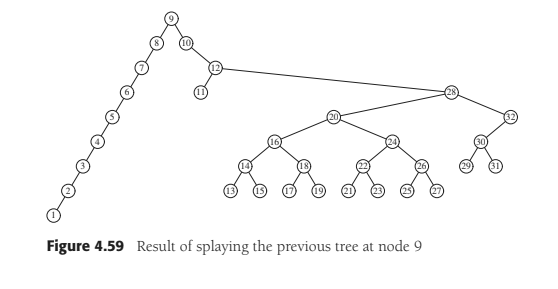 9
8 10
7 12
6 11 28
5 20 32
4 16 24 30
3 14 18 22 26 29 31
2 13 15 17 19 21 23 25 27
1
Figure 4.59 Result of splaying the previous tree at node 9